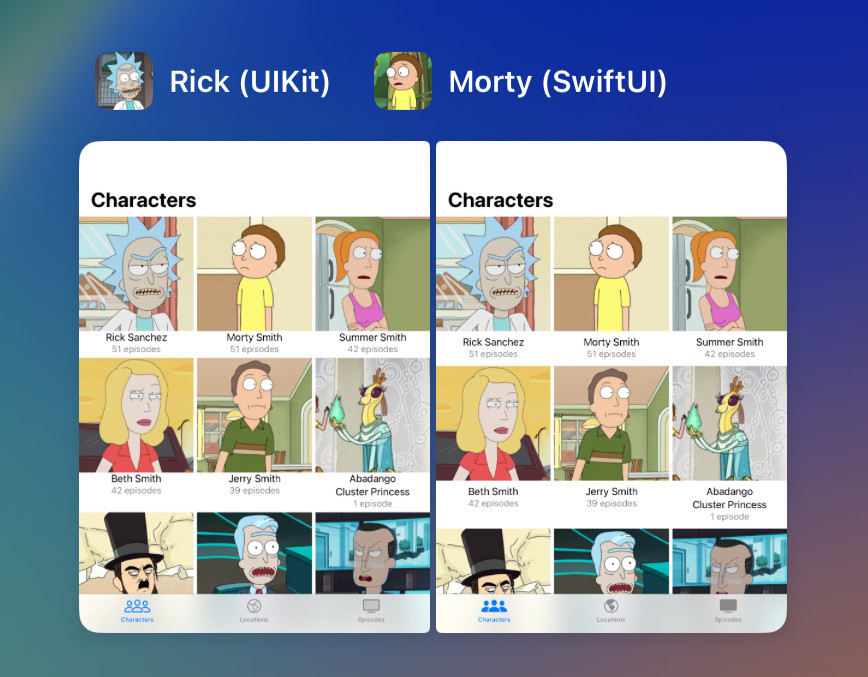 Rick (UIKit)
Morty (SwiftUI)
Characters
Rick Sanchez
51 episodes
Morty Smith
51 episodes
Summer Smith
42 episodes
Beth Smith
42 episodes
Jerry Smith
39 episodes
Abadango
Cluster Princess
1 episode
Characters
Locations
Episodes
Characters
Rick Sanchez
51 episodes
Morty Smith
51 episodes
Summer Smith
42 episodes
Beth Smith
42 episodes
Jerry Smith
39 episodes
Abadango
Cluster Princess
1 episode
Characters
Locations
Episodes